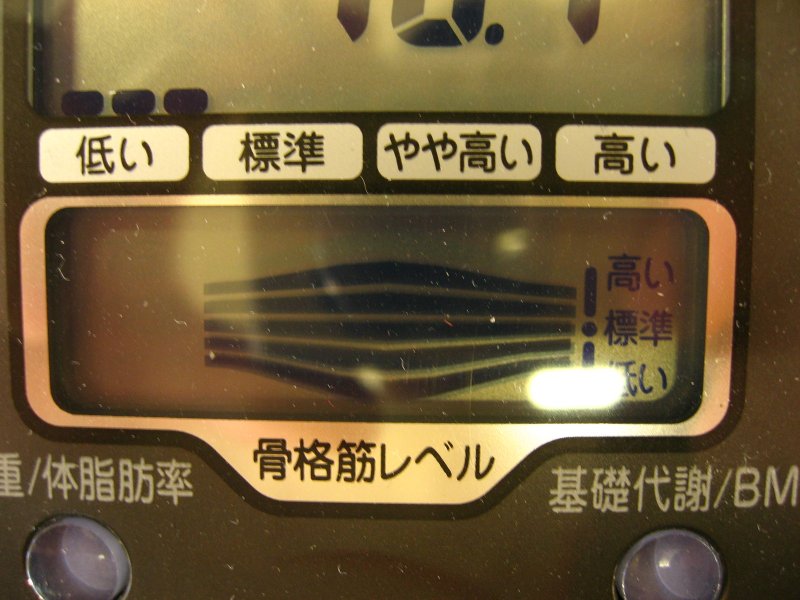 低い 標準 やや高い 高い
高い
標準
低い
骨格筋レベル
重/体脂肪率 基礎代謝/BM